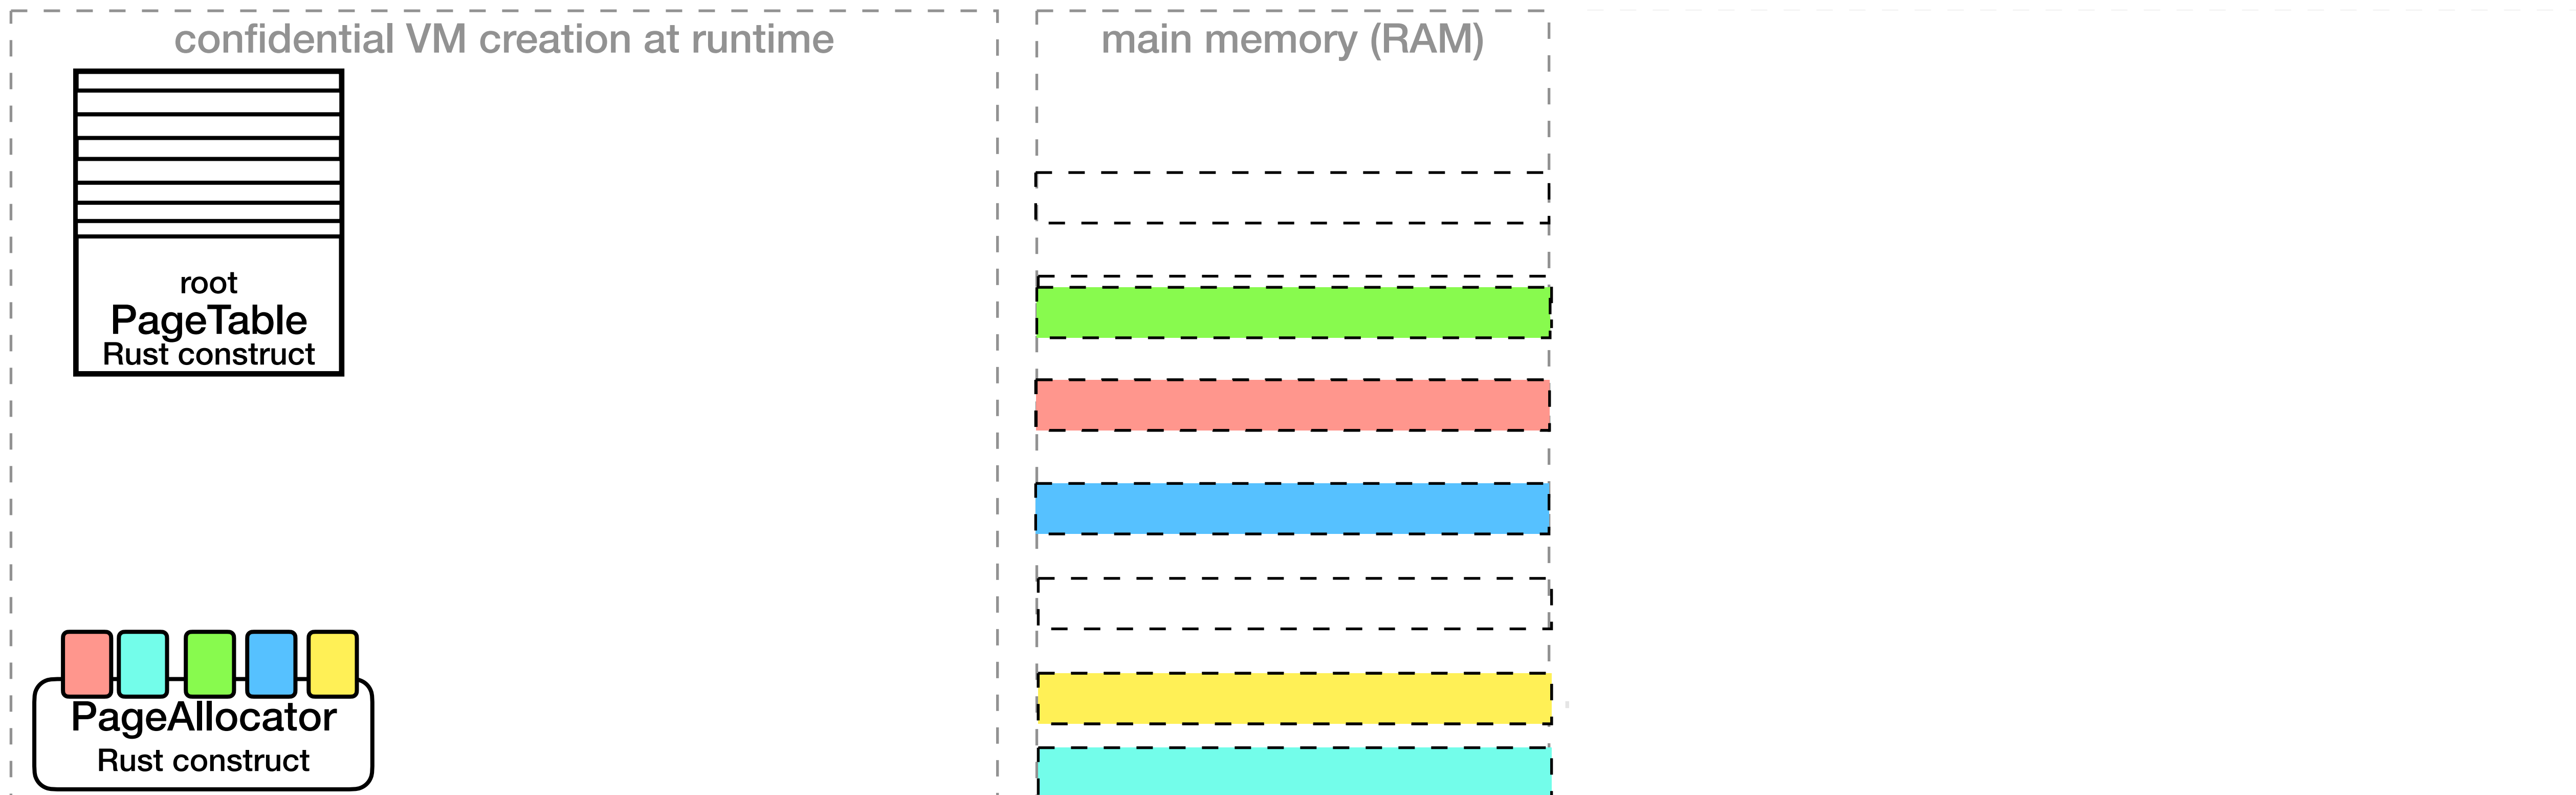 confidential VM creation at runtime
main memory (RAM)
root
PageTable
Rust construct
PageAllocator
Rust construct